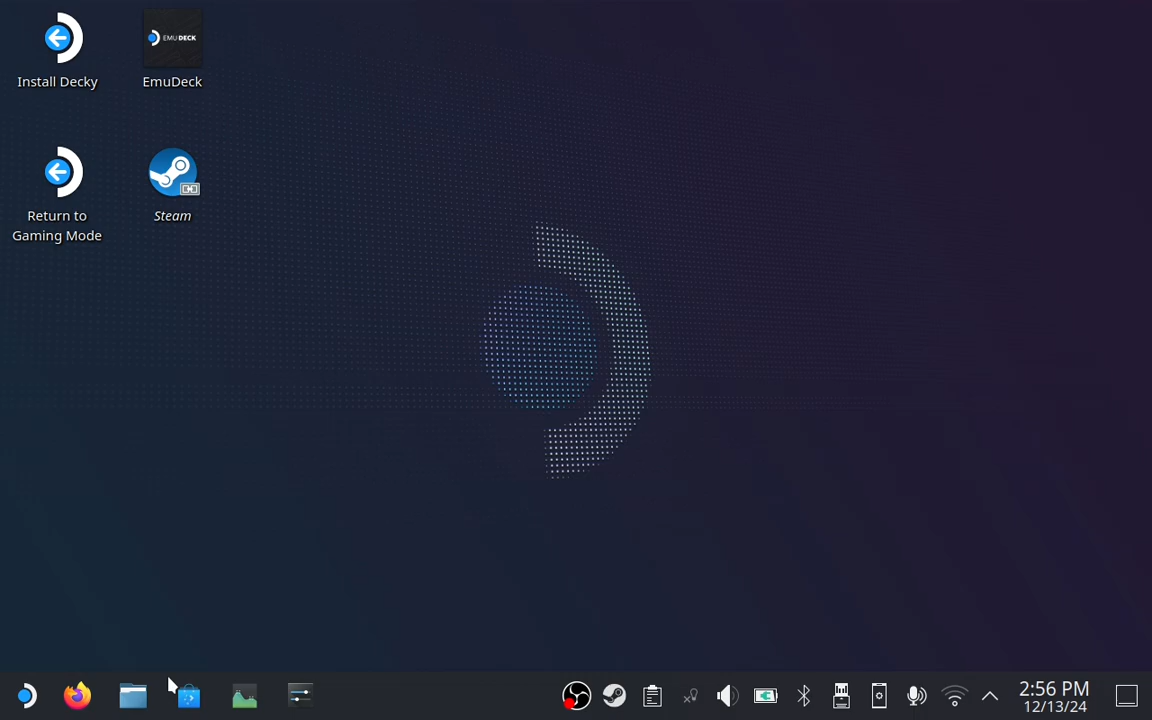 EMUDECK
Install Decky
EmuDeck
Return to
Gaming Mode
Steam
2:56 PM
12/13/24